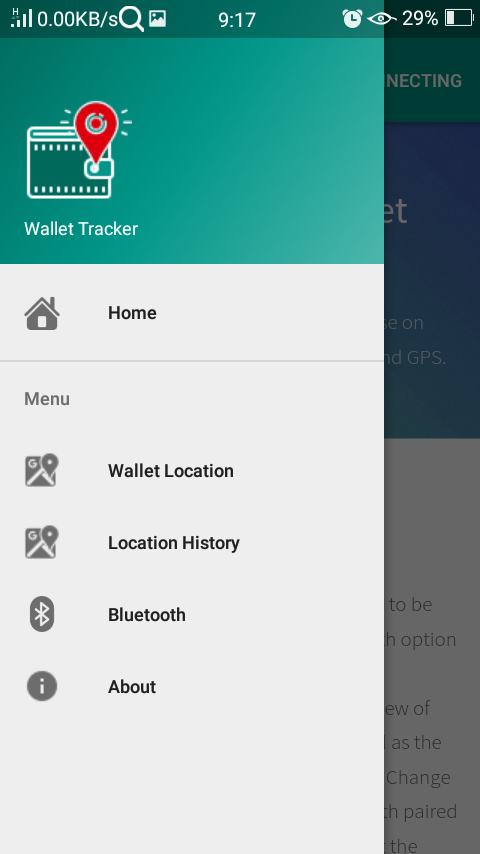 H 0.00KB/s 9:17 29%
NNECTING
Wallet Tracker
et
se on
nd GPS.
Home
Menu
Wallet Location
Location History
Bluetooth
About
to be
h option
ew of
l as the
Change
th paired
the